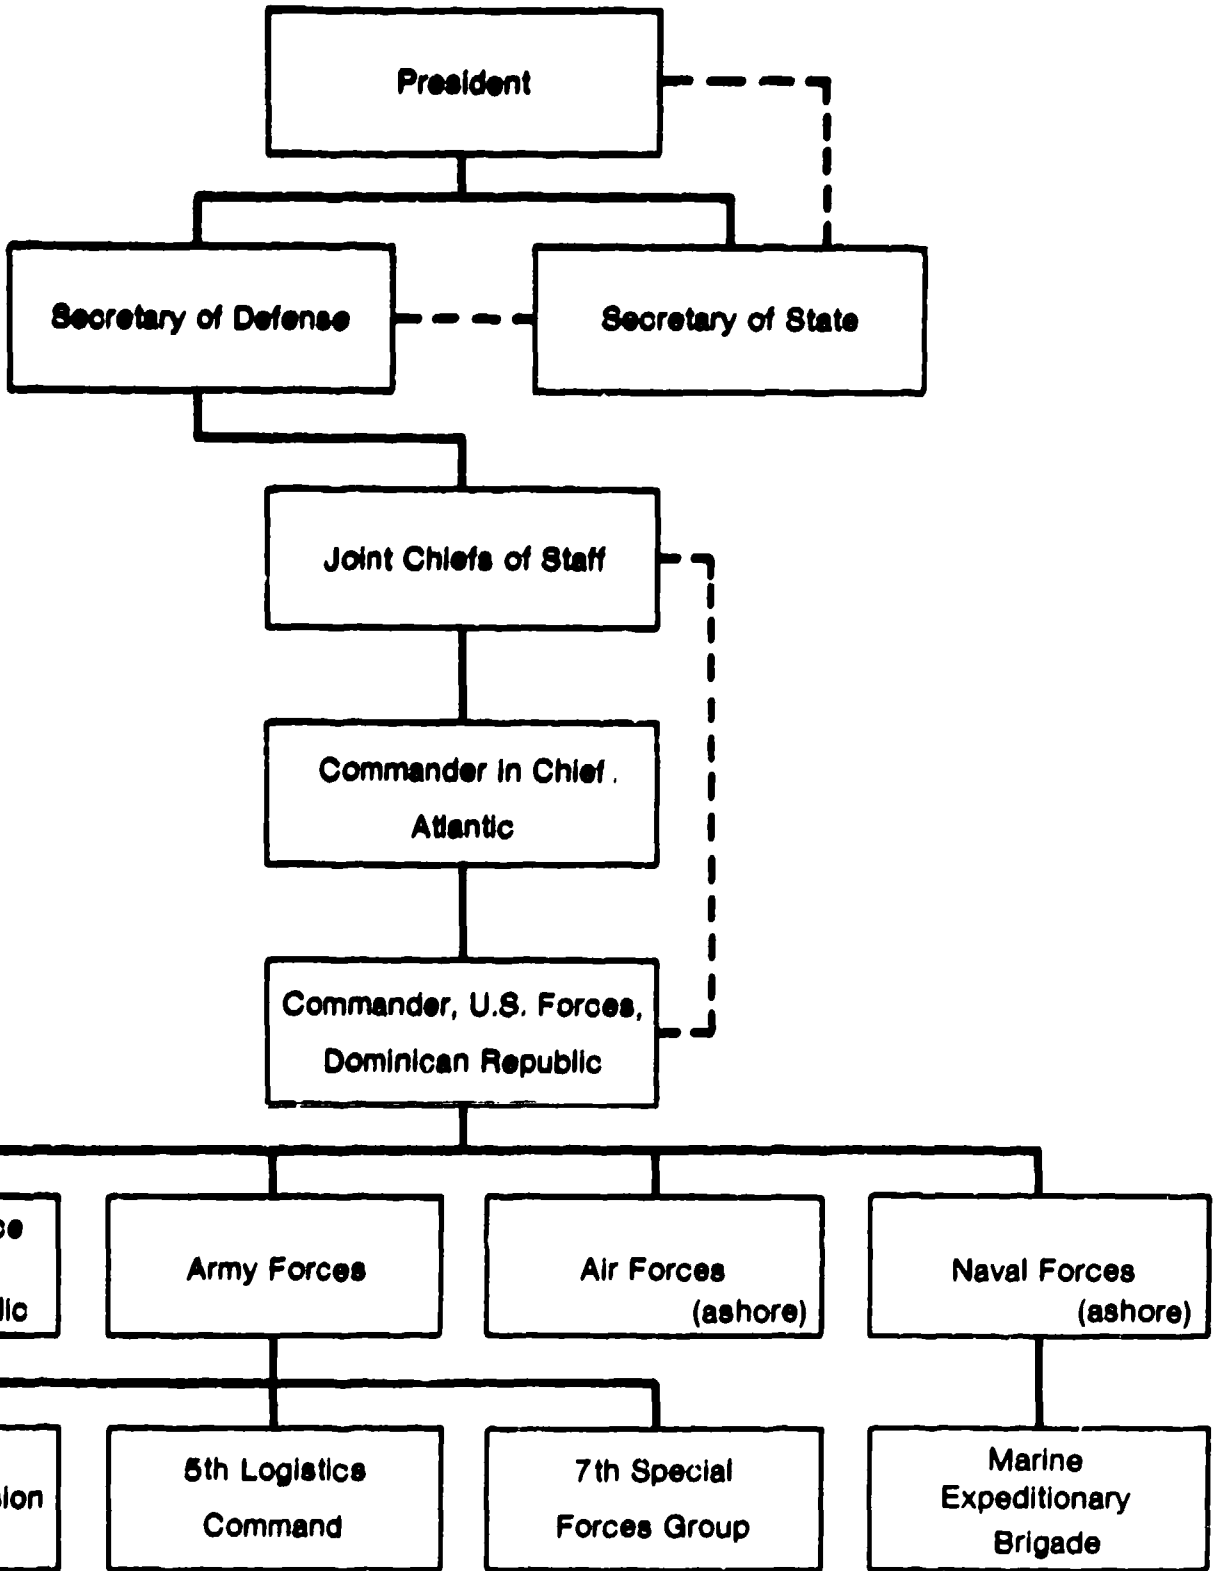 President
Secretary of Defense
Secretary of State
Joint Chiefs of Staff
Commander in Chief.
Atlantic
Commander, U.S. Forces,
Dominican Republic
Army Forces
Air Forces
(ashore)
Naval Forces
(ashore)
5th Logistics
Command
7th Special
Forces Group
Marine
Expeditionary
Brigade